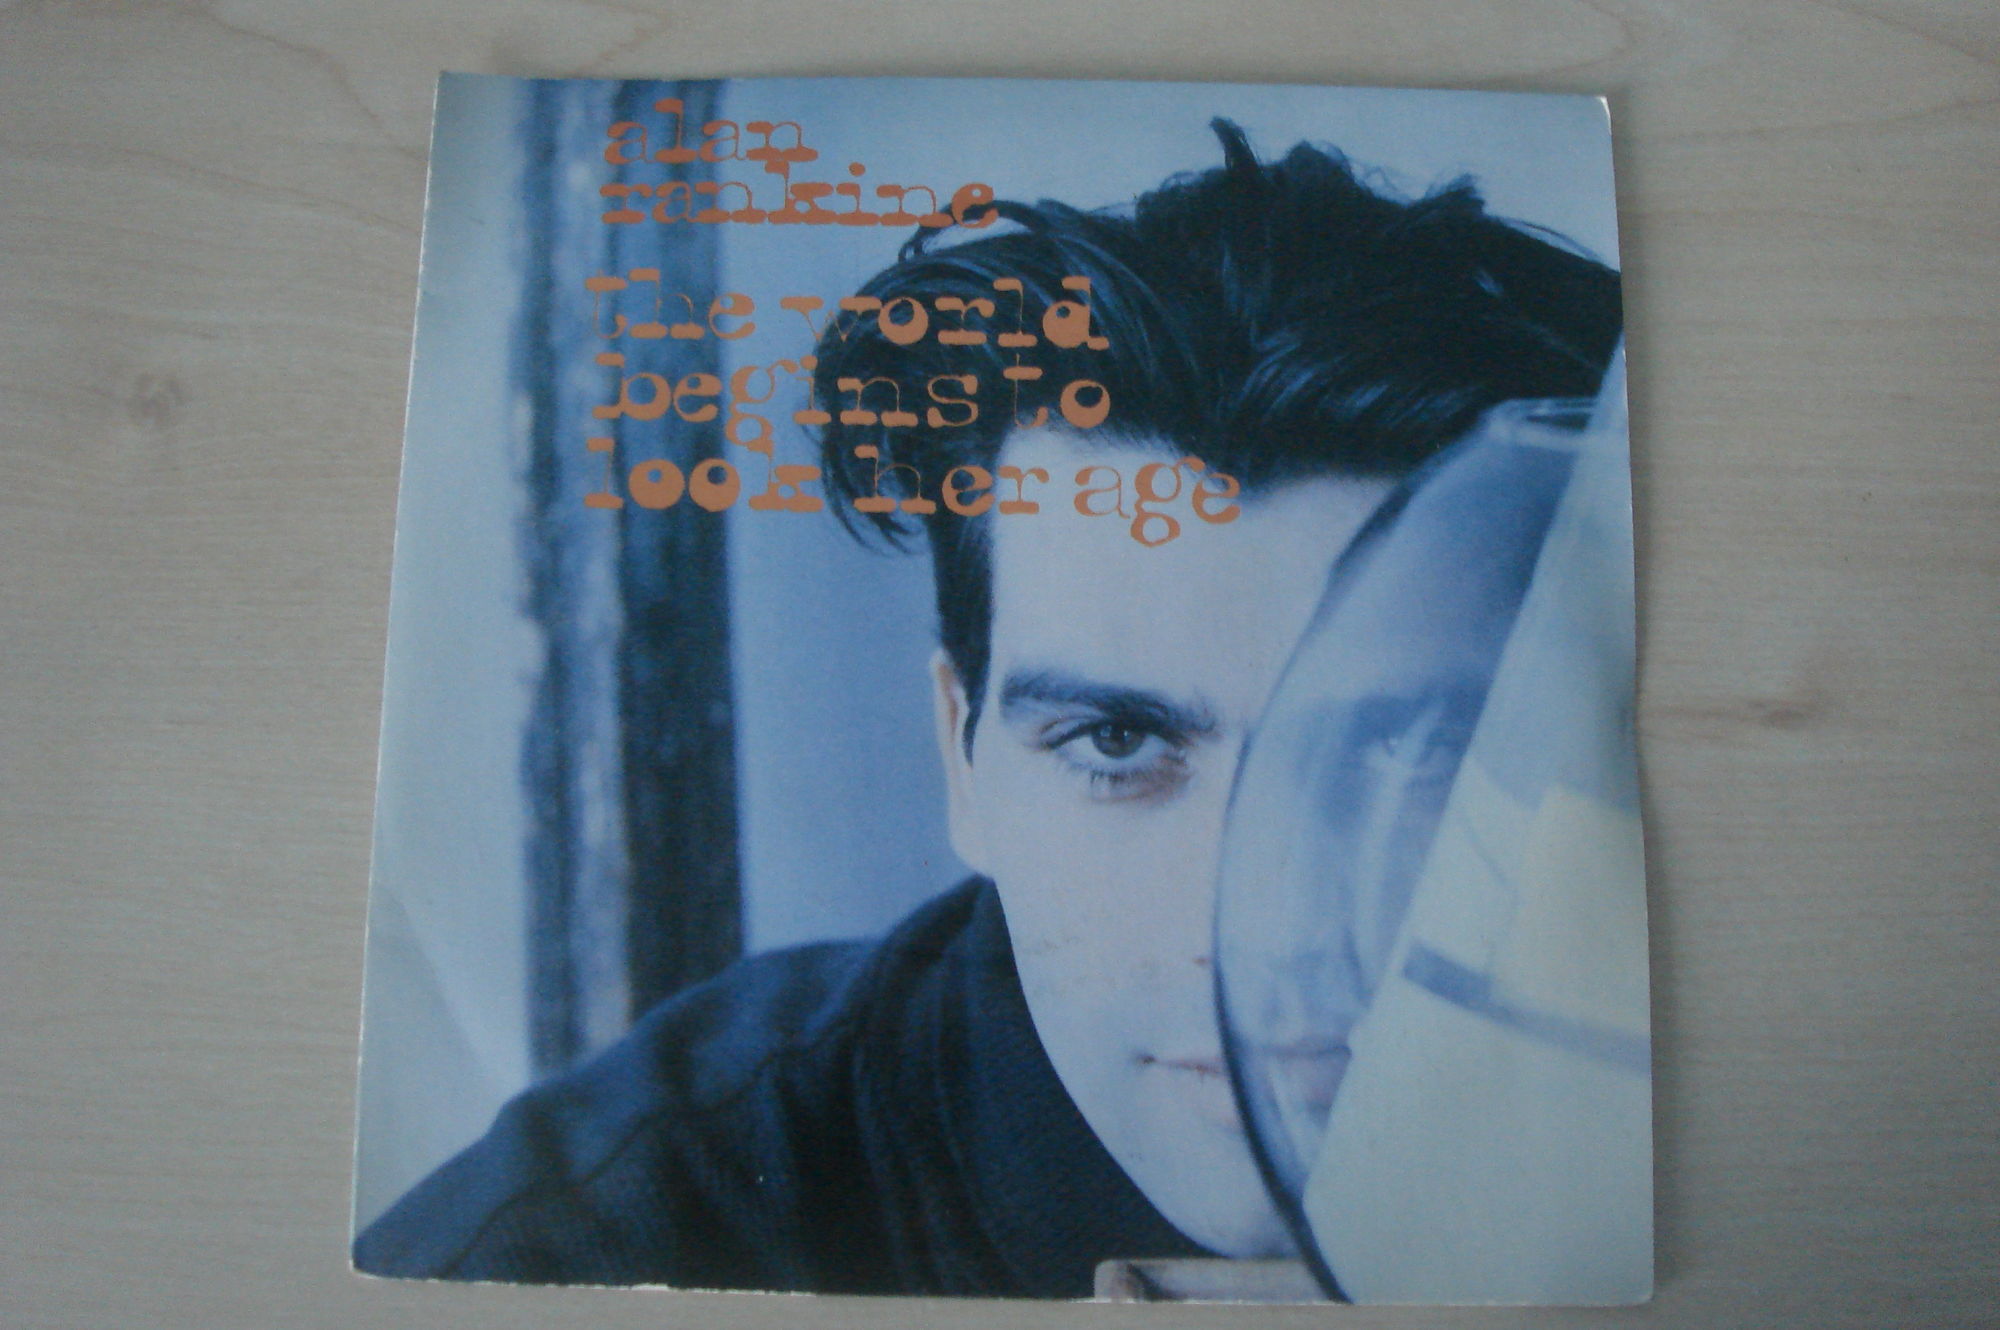 alan
rankine
the world
begins to
look her age